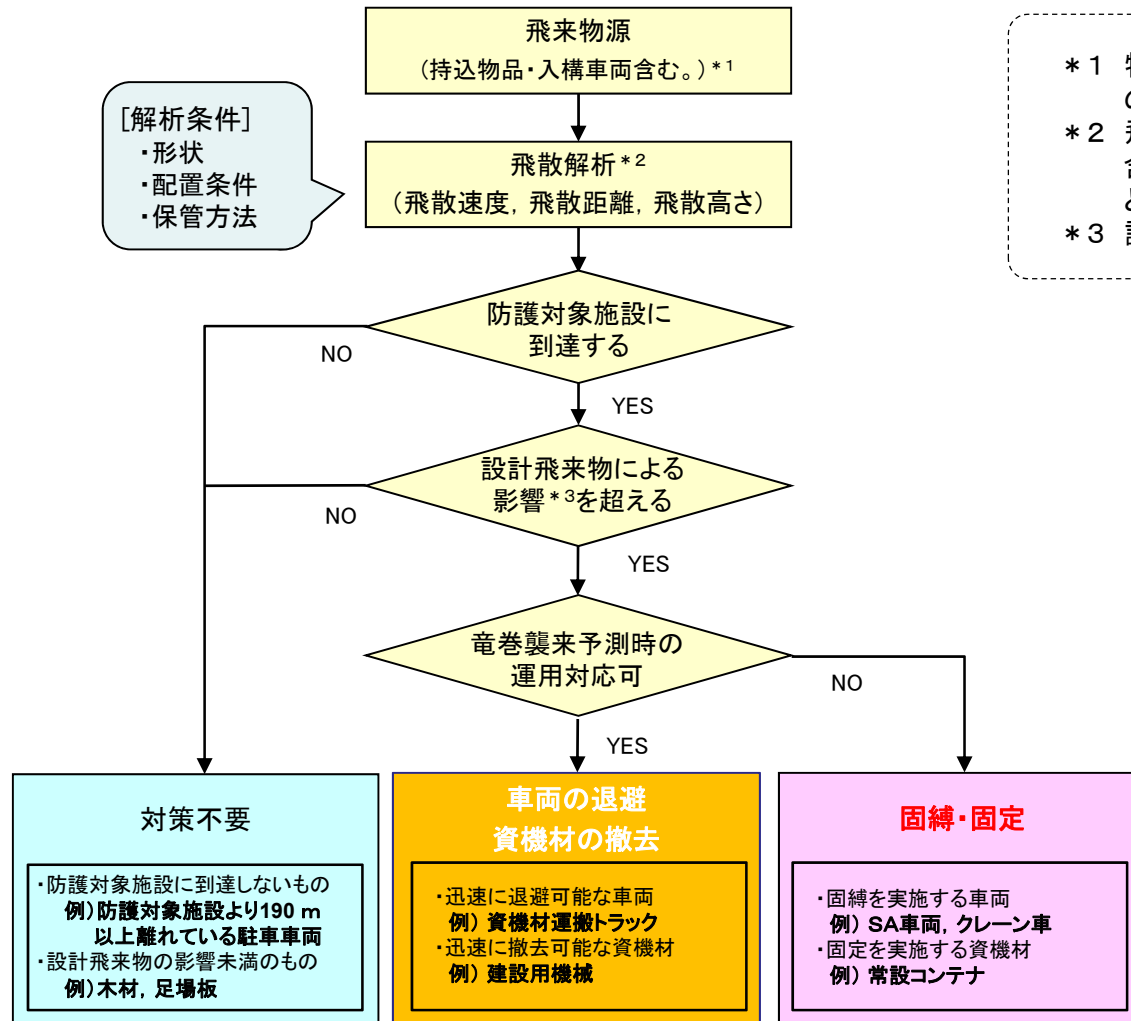 飛来物源
(持込物品・入構車両含む。)*1
*1
*2
*3
[解析条件]
・形状
・配置条件
・保管方法
飛散解析*2
(飛散速度，飛散距離，飛散高さ)
防護対象施設に
到達する
NO
YES
設計飛来物による
影響*3を超える
NO
YES
竜巻襲来予測時の
運用対応可
NO
YES
対策不要
・防護対象施設に到達しないもの
例)防護対象施設より190 m
以上離れている駐車車両
・設計飛来物の影響未満のもの
例)木材，足場板
車両の退避
資機材の撤去
・迅速に退避可能な車両
例) 資機材運搬トラック
・迅速に撤去可能な資機材
例) 建設用機械
固縛・固定
・固縛を実施する車両
例) SA車両，クレーン車
・固定を実施する資機材
例) 常設コンテナ